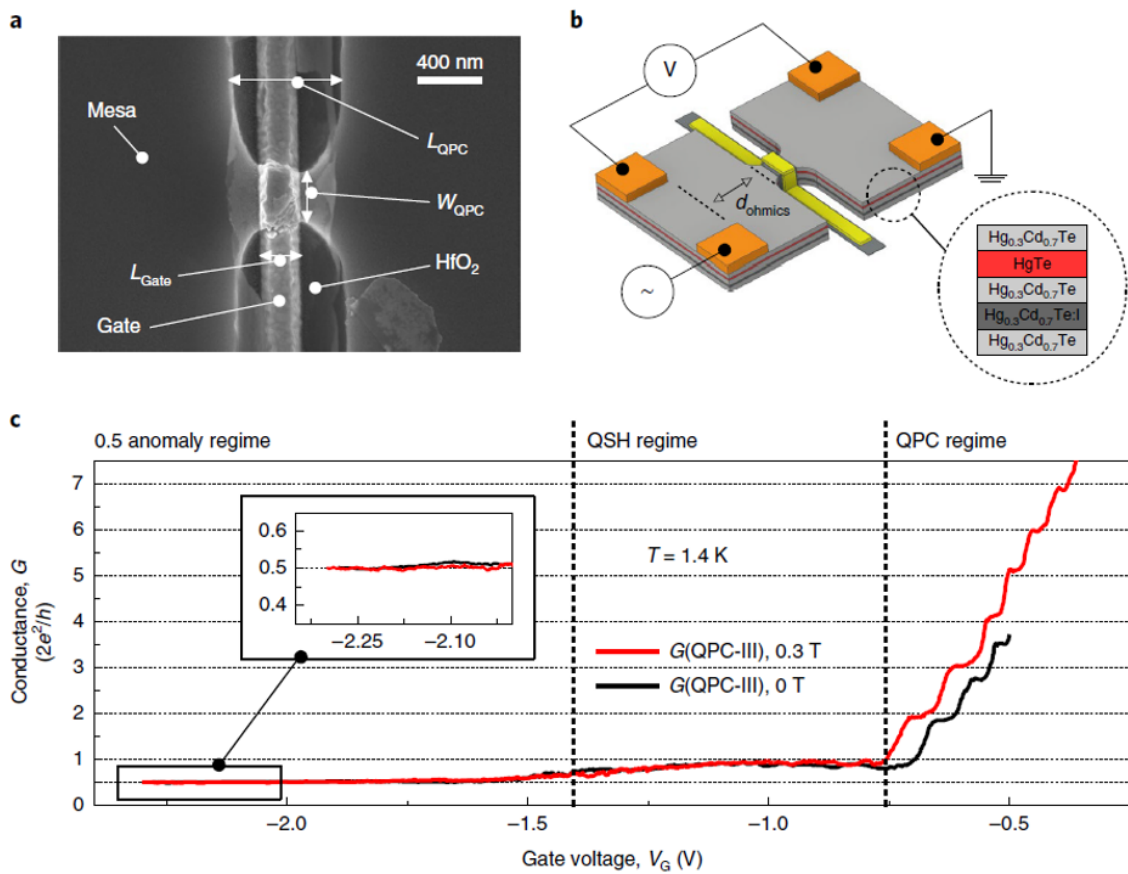 a
400 nm
Mesa
L_QPC
W_QPC
L_Gate
HfO₂
Gate
b
V
d_ohmics
~
Hg₀.₃Cd₀.₇Te
HgTe
Hg₀.₃Cd₀.₇Te
Hg₀.₃Cd₀.₇Te:I
Hg₀.₃Cd₀.₇Te
c
0.5 anomaly regime
QSH regime
QPC regime
7
6
5
4
3
2
1
0
0.6
0.5
0.4
−2.25
−2.10
T = 1.4 K
G(QPC-III), 0.3 T
G(QPC-III), 0 T
−2.0
−1.5
−1.0
−0.5
Conductance, G
(2e²/h)
Gate voltage, V_G (V)